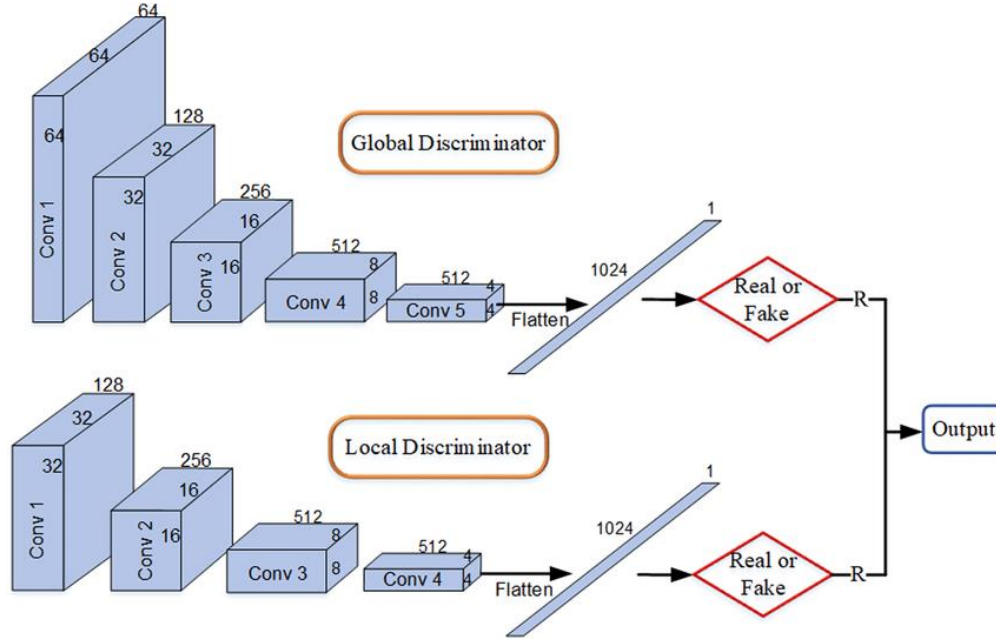 64
64
64
Conv 1
128
32
32
Conv 2
256
16
16
Conv 3
512
8
8
Conv 4
512
4
4
Conv 5
Flatten
1024
1
Global Discriminator
Real or
Fake
R
128
32
32
Conv 1
256
16
16
Conv 2
512
8
8
Conv 3
512
4
4
Conv 4
Flatten
1024
1
Local Discriminator
Real or
Fake
R
Output